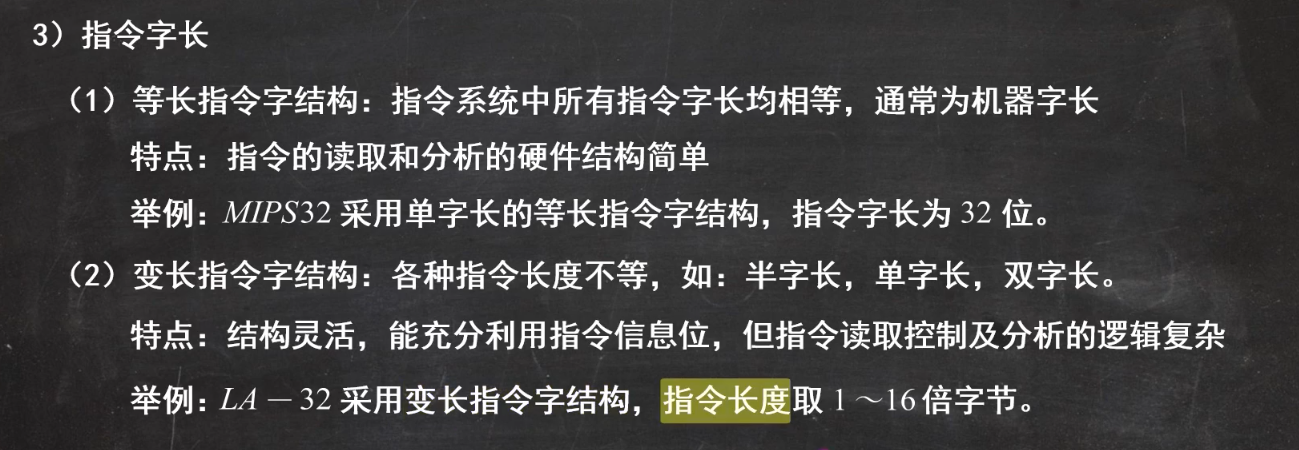 3）指令字长
（1）等长指令字结构：指令系统中所有指令字长均相等，通常为机器字长
特点：指令的读取和分析的硬件结构简单
举例：MIPS32 采用单字长的等长指令字结构，指令字长为 32 位。
（2）变长指令字结构：各种指令长度不等，如：半字长，单字长，双字长。
特点：结构灵活，能充分利用指令信息位，但指令读取控制及分析的逻辑复杂
举例：LA－32 采用变长指令字结构，指令长度取 1～16倍字节。